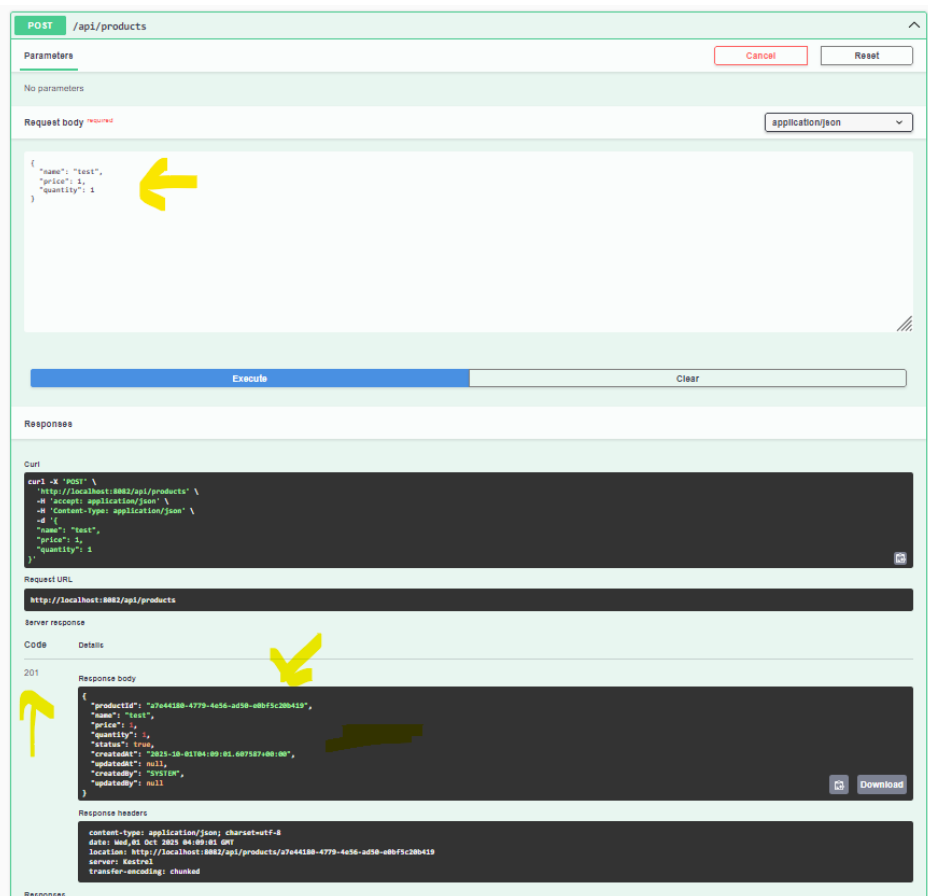 POST /api/products
Parameters
Cancel
Reset
No parameters
Request body required
application/json
{
"name": "test",
"price": 1,
"quantity": 1
}
Execute
Clear
Responses
Curl
curl -X 'POST' \
'http://localhost:8082/api/products' \
-H 'accept: application/json' \
-H 'Content-Type: application/json' \
-d '{
"name": "test",
"price": 1,
"quantity": 1
}'
Request URL
http://localhost:8082/api/products
Server response
Code Details
201
Response body
{
"productId": "a7e44180-4779-4e56-ad50-e0bf5c20b419",
"name": "test",
"price": 1,
"quantity": 1,
"status": true,
"createdAt": "2025-10-01T04:09:01.607587+00:00",
"updatedAt": null,
"createdBy": "SYSTEM",
"updatedBy": null
}
Download
Response headers
content-type: application/json; charset=utf-8
date: Wed,01 Oct 2025 04:09:01 GMT
location: http://localhost:8082/api/products/a7e44180-4779-4e56-ad50-e0bf5c20b419
server: Kestrel
transfer-encoding: chunked
Responses